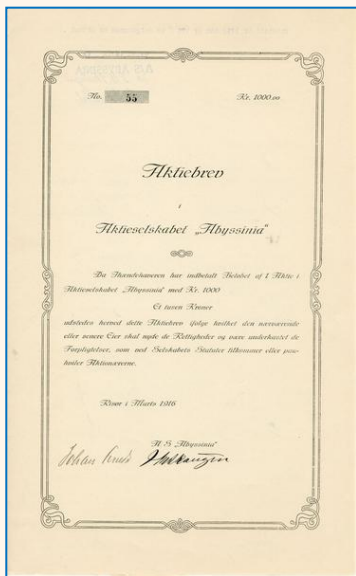 No. 55 Kr. 1000.00
Aktiebrev
i
Aktieselskabet „Abyssinia"
Da Ihændehaveren har indbetalt Beløbet af 1 Aktie i
Aktieselskabet „Abyssinia" med Kr. 1000
Et tusen Kroner
udstedes herved dette Aktiebrev ifølge hvilket den nærværende
eller senere Eier skal nyde de Rettigheder og være underkastet de
Forpligtelser, som ved Selskabets Statuter tilkommer eller paa-
hviler Aktionærerne.
Risør i Marts 1916
A/S „Abyssinia"
Johan